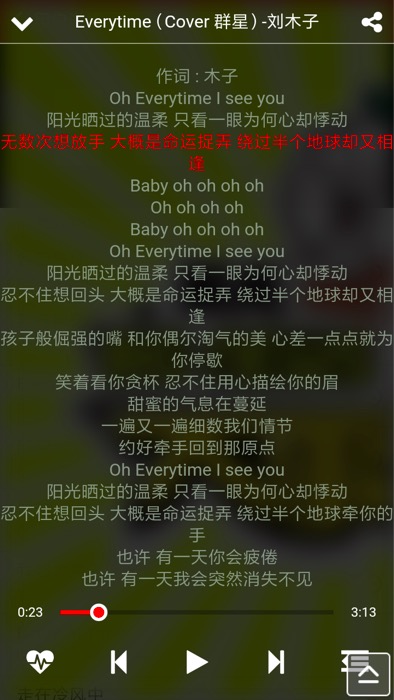 Everytime（Cover 群星）-刘木子
作词 : 木子
Oh Everytime I see you
阳光晒过的温柔 只看一眼为何心却悸动
无数次想放手 大概是命运捉弄 绕过半个地球却又相
逢
Baby oh oh oh oh
Oh oh oh oh
Baby oh oh oh oh
Oh Everytime I see you
阳光晒过的温柔 只看一眼为何心却悸动
忍不住想回头 大概是命运捉弄 绕过半个地球却又相
逢
孩子般倔强的嘴 和你偶尔淘气的美 心差一点点就为
你停歇
笑着看你贪杯 忍不住用心描绘你的眉
甜蜜的气息在蔓延
一遍又一遍细数我们情节
约好牵手回到那原点
Oh Everytime I see you
阳光晒过的温柔 只看一眼为何心却悸动
忍不住想回头 大概是命运捉弄 绕过半个地球牵你的
手
也许 有一天你会疲倦
也许 有一天我会突然消失不见
0:23
3:13